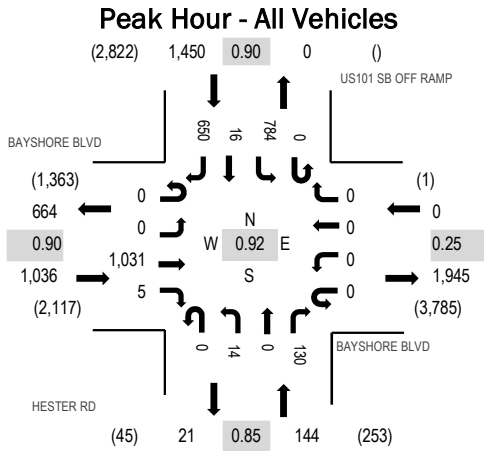 Peak Hour - All Vehicles
(2,822) 1,450 0.90 0 ()
US101 SB OFF RAMP
650 16 784 0
BAYSHORE BLVD
(1,363) 0 0 (1)
664 0
0 N 0
0.90 W 0.92 E 0.25
1,031 S 0
1,036 1,945
5 0
(2,117) (3,785)
0 14 0 130
BAYSHORE BLVD
HESTER RD
(45) 21 0.85 144 (253)